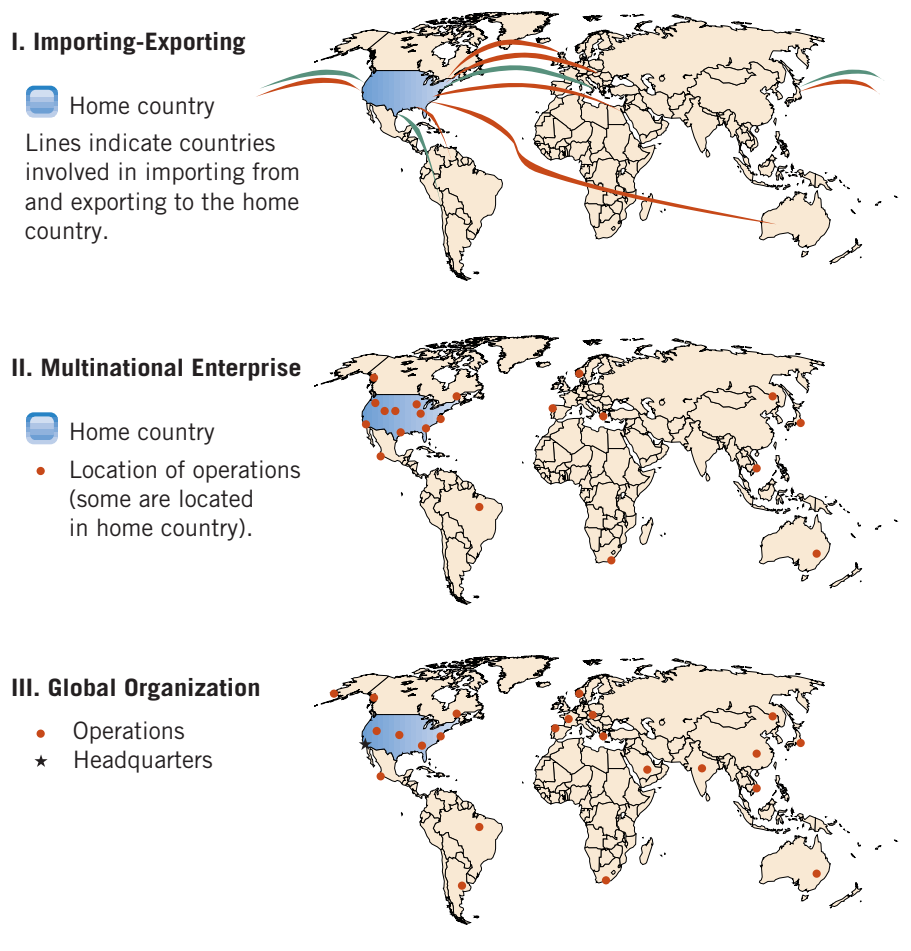 I. Importing-Exporting
Home country
Lines indicate countries
involved in importing from
and exporting to the home
country.
II. Multinational Enterprise
Home country
• Location of operations
(some are located
in home country).
III. Global Organization
• Operations
★ Headquarters